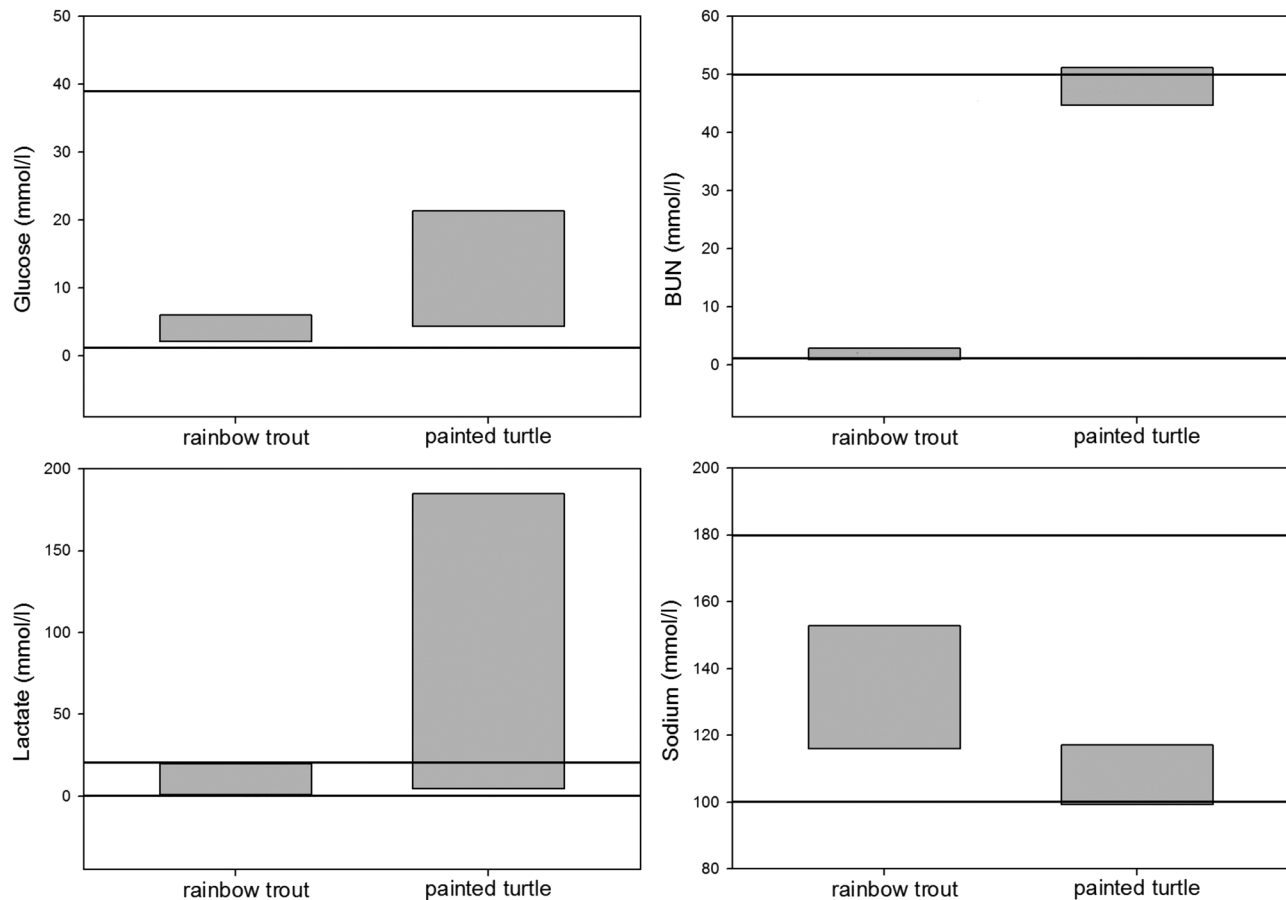 Glucose (mmol/l)
50
40
30
20
10
0
rainbow trout
painted turtle
BUN (mmol/l)
60
50
40
30
20
10
0
rainbow trout
painted turtle
Lactate (mmol/l)
200
150
100
50
0
rainbow trout
painted turtle
Sodium (mmol/l)
200
180
160
140
120
100
80
rainbow trout
painted turtle